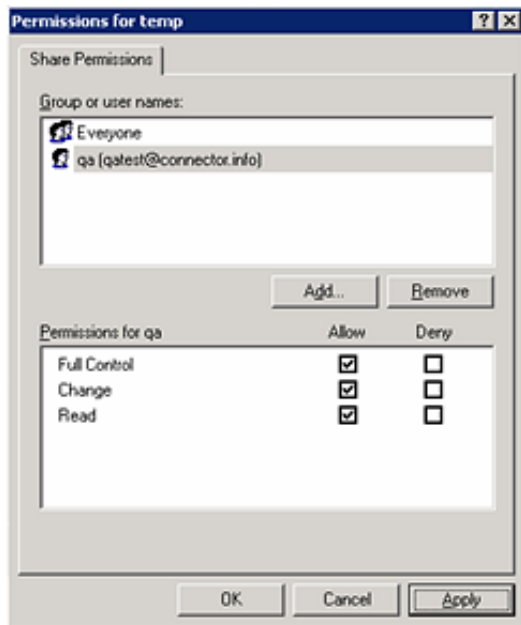 Permissions for temp
Share Permissions
Group or user names:
Everyone
qa (qatest@connector.info)
Add... Remove
Permissions for qa Allow Deny
Full Control
Change
Read
OK Cancel Apply